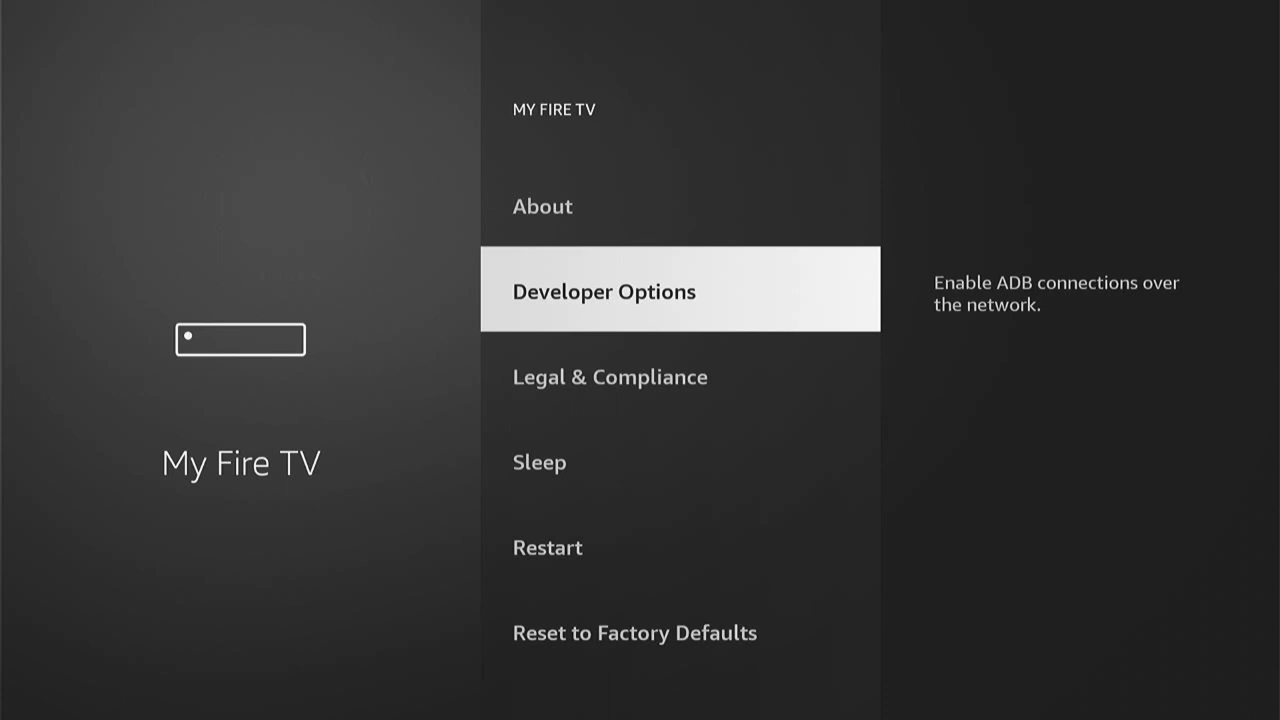 MY FIRE TV
About
Developer Options
Enable ADB connections over
the network.
Legal & Compliance
My Fire TV
Sleep
Restart
Reset to Factory Defaults